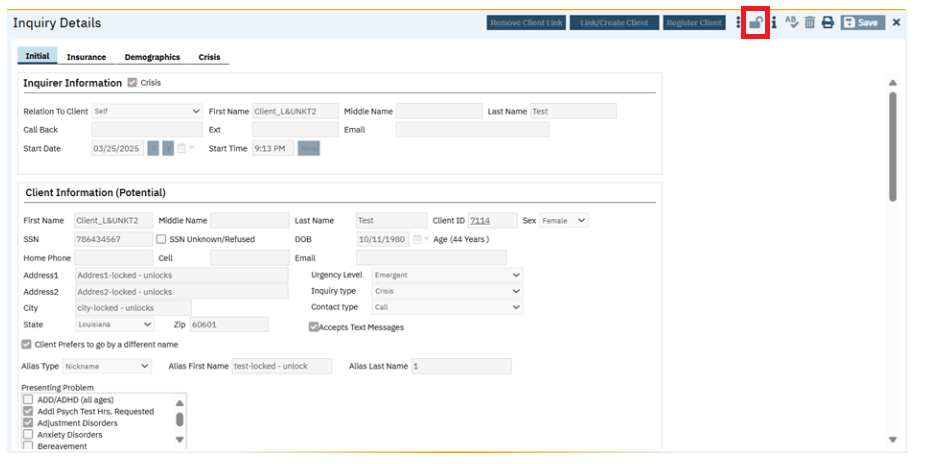 Inquiry Details Remove Client Link Link/Create Client Register Client AB Save
Initial Insurance Demographics Crisis
Inquirer Information Crisis
Relation To Client Self First Name Client_L&UNKT2 Middle Name Last Name Test
Call Back Ext Email
Start Date 03/25/2025 Start Time 9:13 PM
Client Information (Potential)
First Name Client_L&UNKT2 Middle Name Last Name Test Client ID 7114 Sex Female
SSN 786434567 SSN Unknown/Refused DOB 10/11/1980 Age (44 Years )
Home Phone Cell Email
Address1 Addres1-locked - unlocks Urgency Level Emergent
Address2 Addres2-locked - unlocks Inquiry type Crisis
City city-locked - unlocks Contact type Call
State Louisiana Zip 60601 Accepts Text Messages
Client Prefers to go by a different name
Alias Type Nickname Alias First Name test-locked - unlock Alias Last Name 1
Presenting Problem
ADD/ADHD (all ages)
Addl Psych Test Hrs. Requested
Adjustment Disorders
Anxiety Disorders
Bereavement